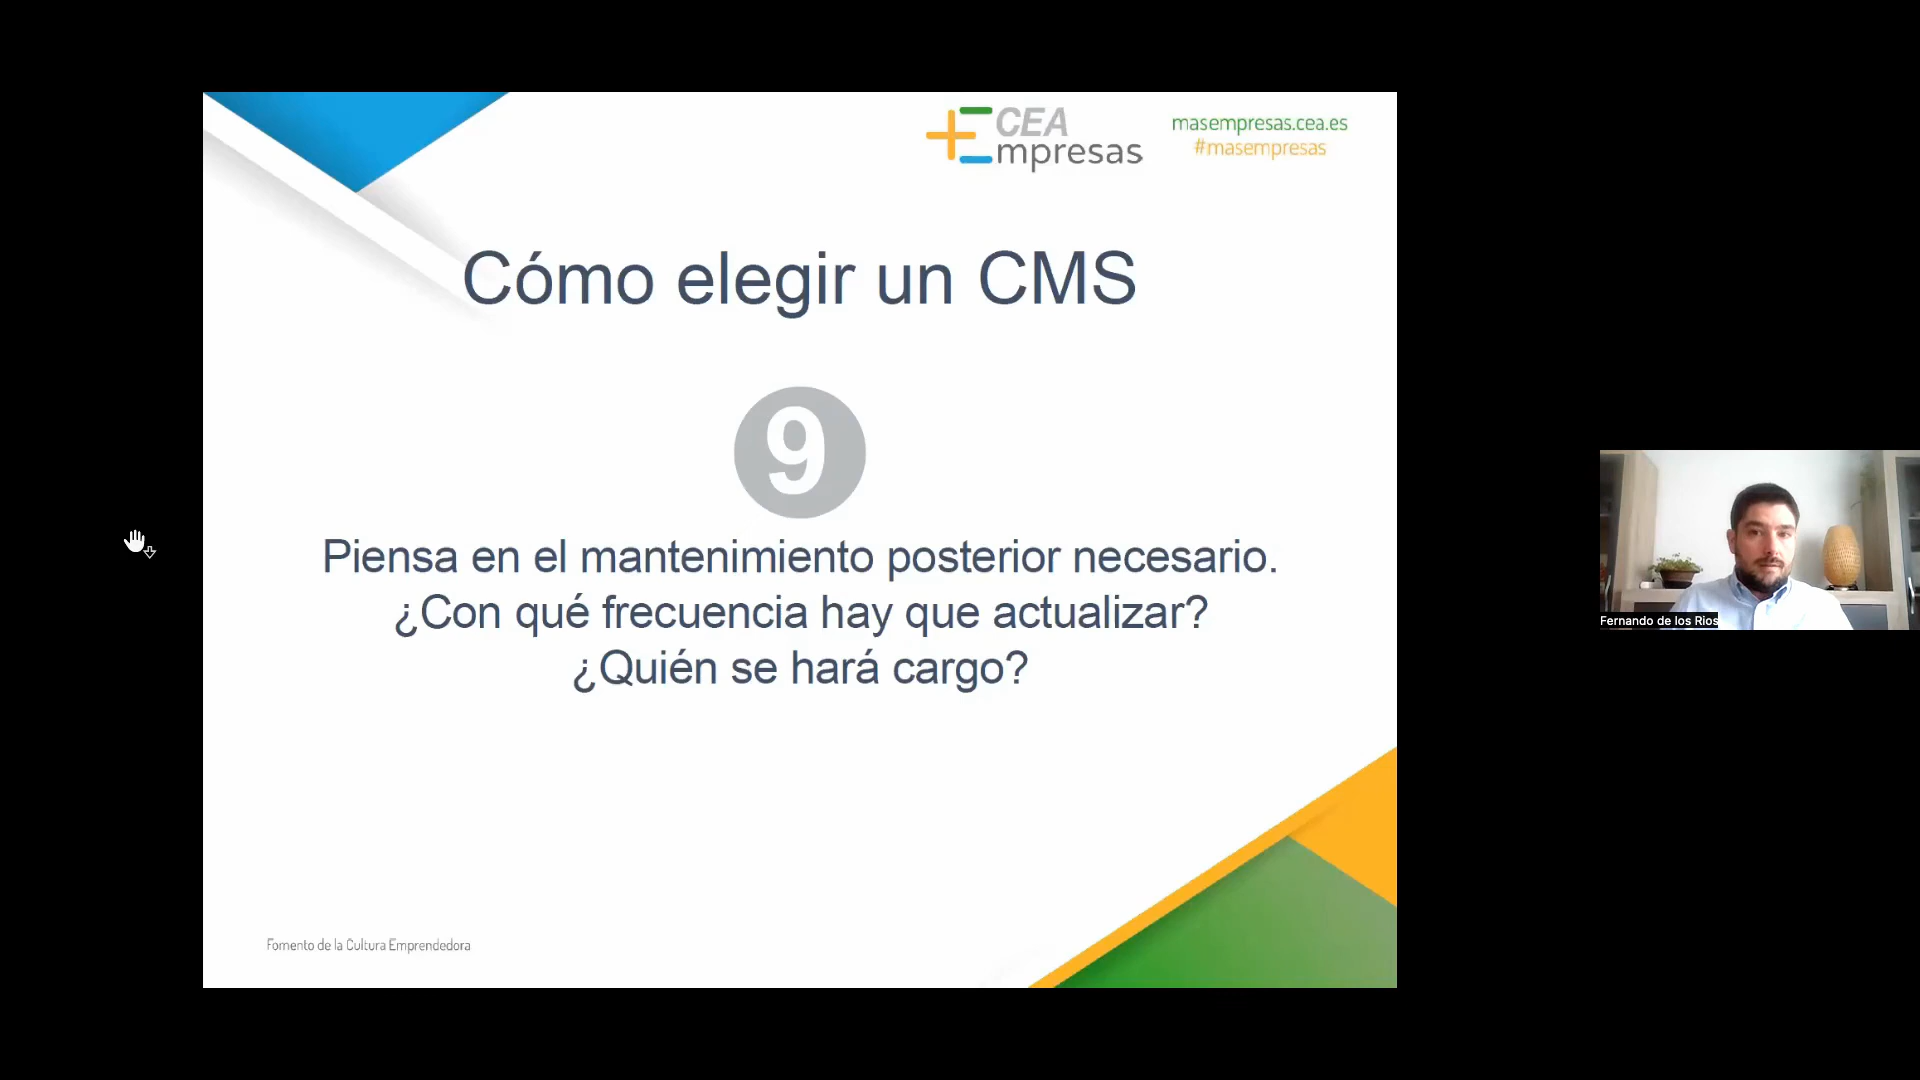 CEA
Empresas
masempresas.cea.es
#masempresas
Cómo elegir un CMS
9
Piensa en el mantenimiento posterior necesario.
¿Con qué frecuencia hay que actualizar?
¿Quién se hará cargo?
Fernando de los Rios
Fomento de la Cultura Emprendedora